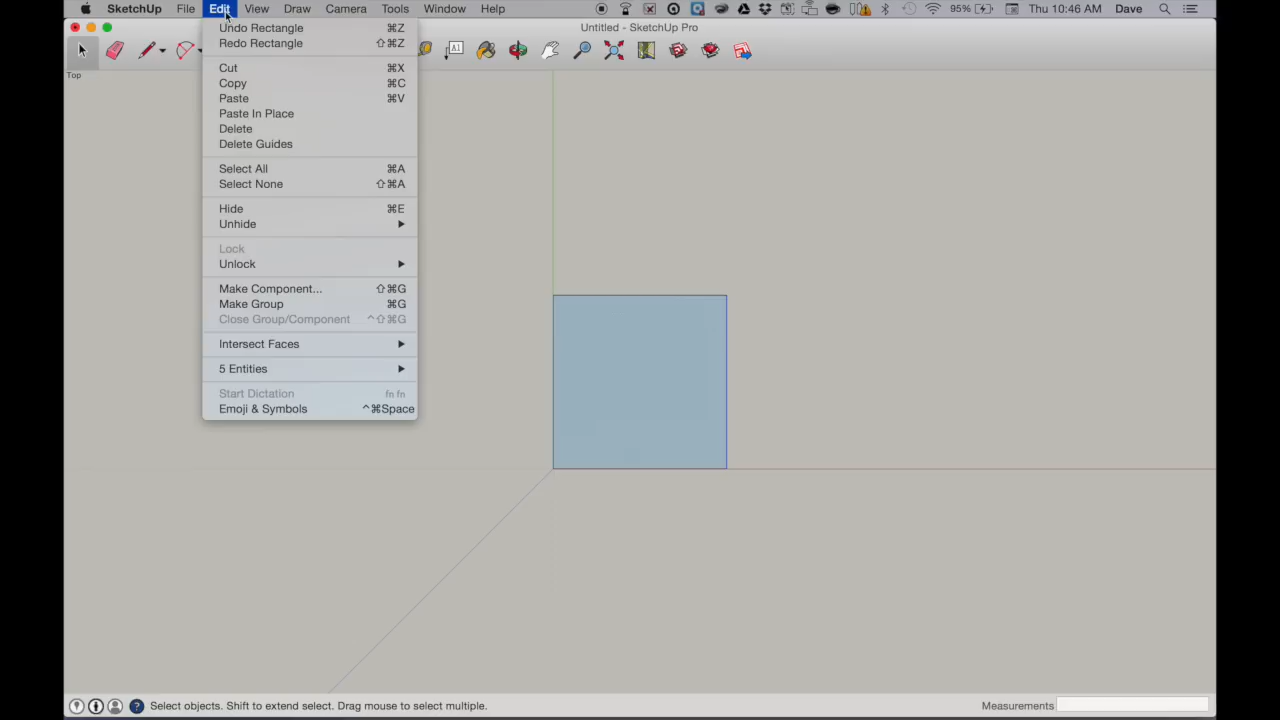 SketchUp File Edit View Draw Camera Tools Window Help 95% Thu 10:46 AM Dave
Untitled - SketchUp Pro
A1
Top
Undo Rectangle ⌘Z
Redo Rectangle ⇧⌘Z
Cut ⌘X
Copy ⌘C
Paste ⌘V
Paste In Place
Delete
Delete Guides
Select All ⌘A
Select None ⇧⌘A
Hide ⌘E
Unhide
Lock
Unlock
Make Component... ⇧⌘G
Make Group ⌘G
Close Group/Component ^⇧⌘G
Intersect Faces
5 Entities
Start Dictation fn fn
Emoji & Symbols ^⌘Space
? Select objects. Shift to extend select. Drag mouse to select multiple. Measurements